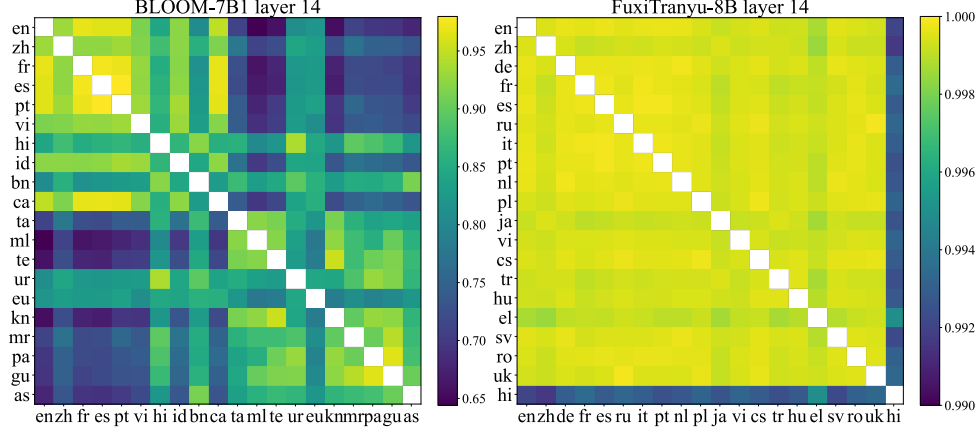 BLOOM-7B1 layer 14
en
zh
fr
es
pt
vi
hi
id
bn
ca
ta
ml
te
ur
eu
kn
mr
pa
gu
as
en zh fr es pt vi hi id bn ca ta ml te ur eu kn mr pa gu as
0.95
0.90
0.85
0.80
0.75
0.70
0.65
FuxiTranyu-8B layer 14
en
zh
de
fr
es
ru
it
pt
nl
pl
ja
vi
cs
tr
hu
el
sv
ro
uk
hi
en zh de fr es ru it pt nl pl ja vi cs tr hu el sv ro uk hi
1.000
0.998
0.996
0.994
0.992
0.990